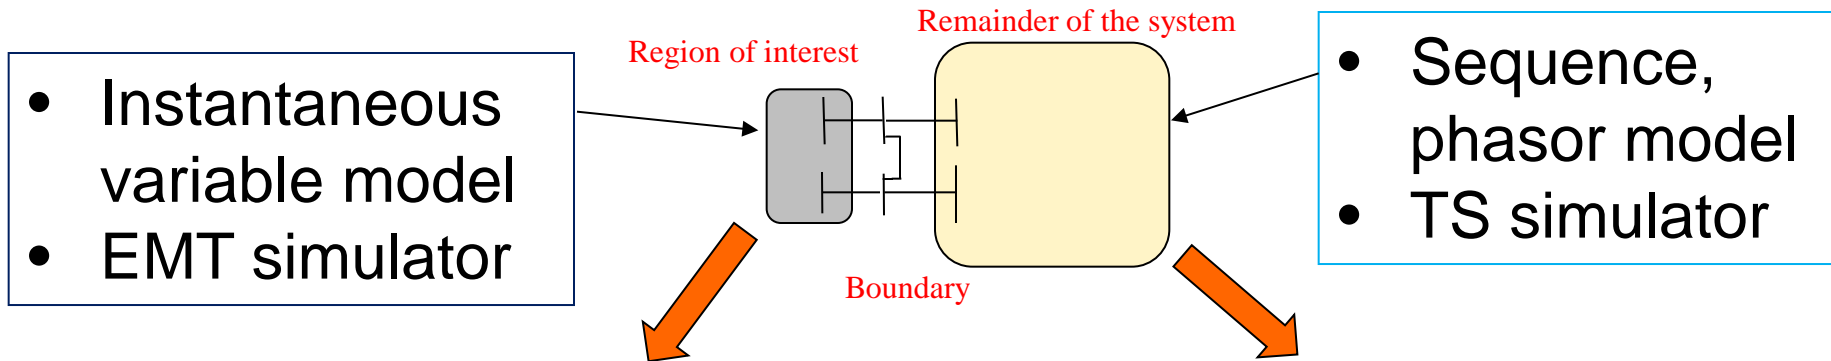 • Instantaneous
variable model
• EMT simulator
Region of interest
Remainder of the system
Boundary
• Sequence,
phasor model
• TS simulator